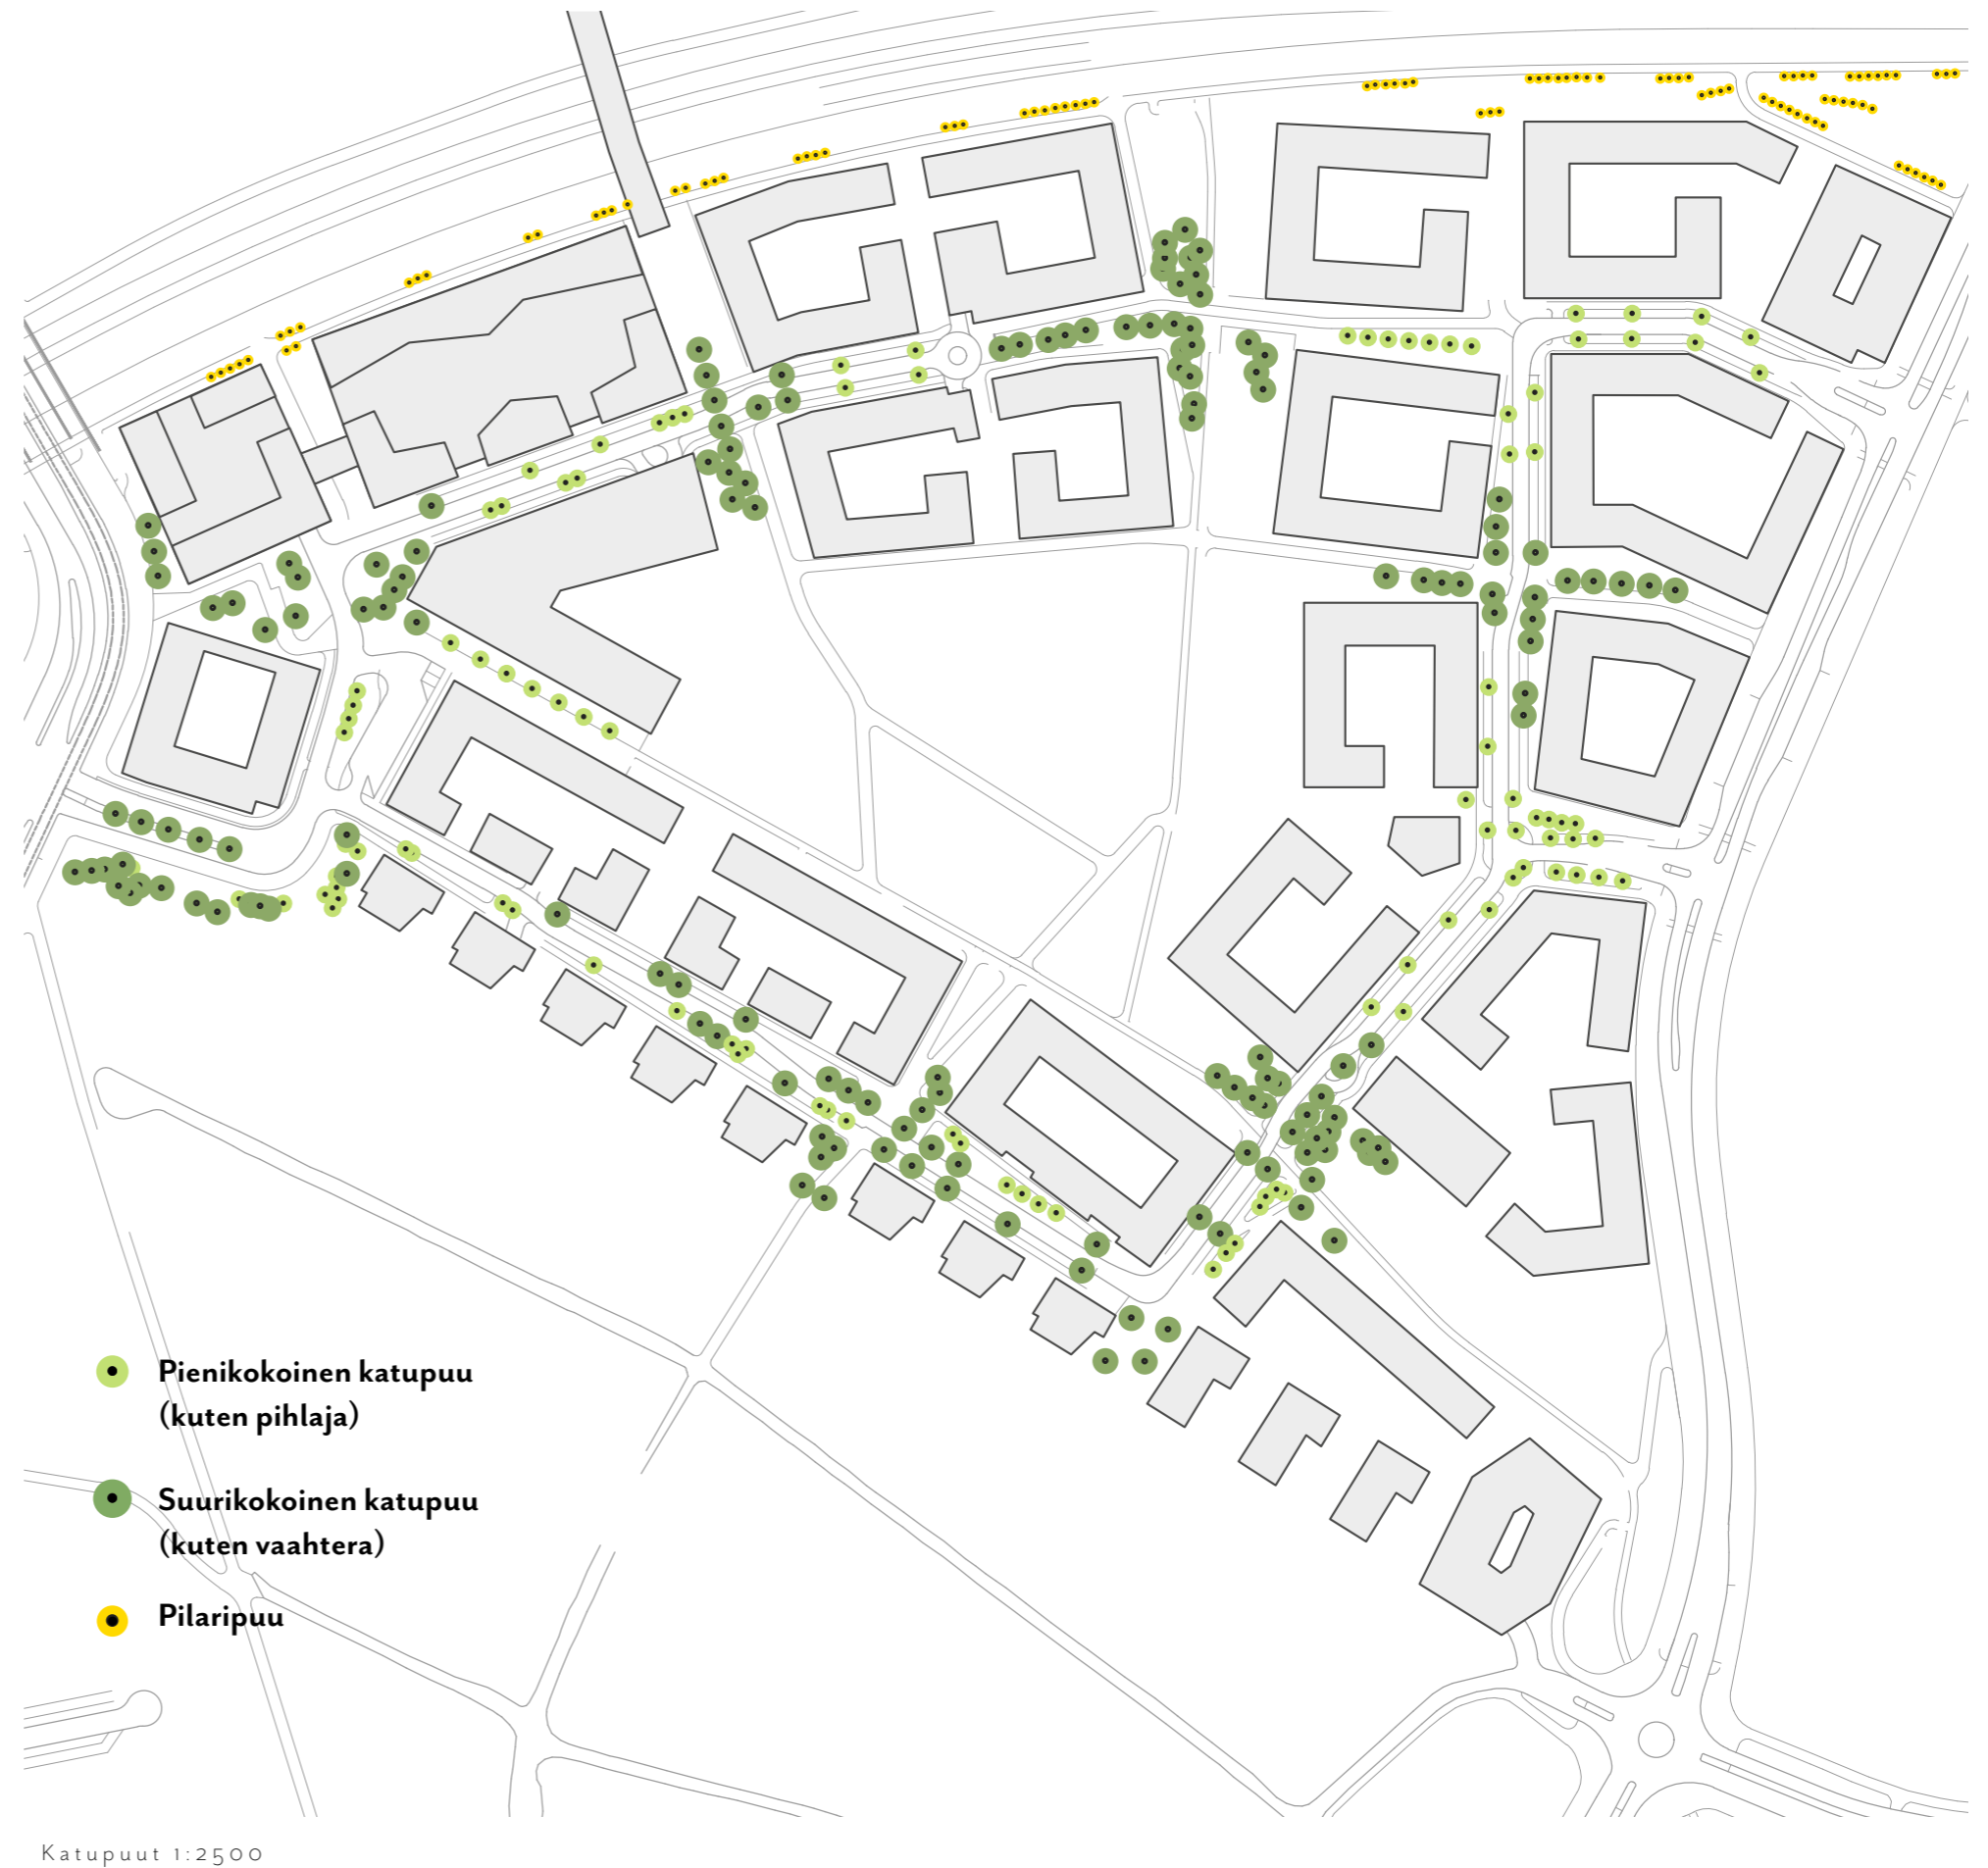 Pienikokoinen katupuu
(kuten pihlaja)
Suurikokoinen katupuu
(kuten vaahtera)
Pilaripuu
Katupuut 1:2500